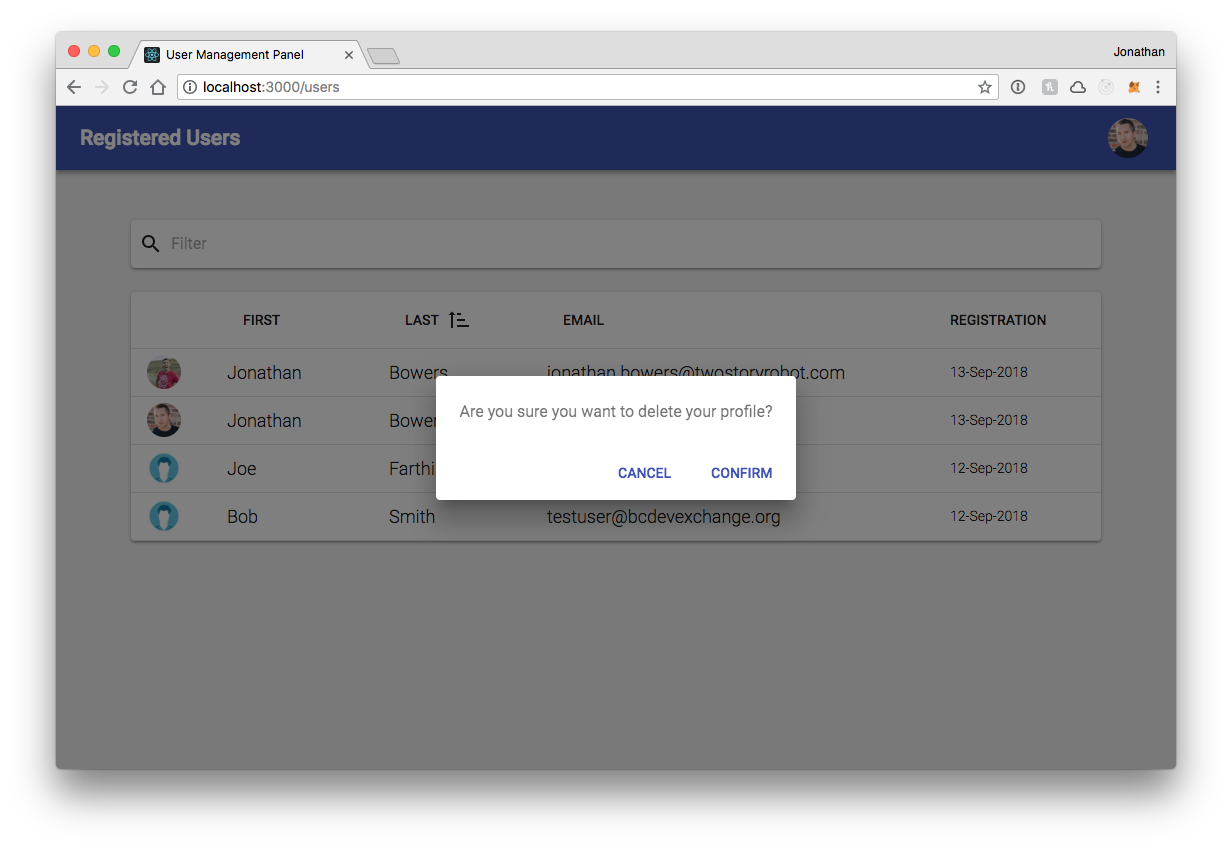 User Management Panel
Jonathan
localhost:3000/users
Registered Users
Filter
FIRST LAST EMAIL REGISTRATION
Jonathan Bowers jonathan.bowers@twostoryrobot.com 13-Sep-2018
Jonathan Bower 13-Sep-2018
Joe Farthi 12-Sep-2018
Bob Smith testuser@bcdevexchange.org 12-Sep-2018
Are you sure you want to delete your profile?
CANCEL CONFIRM